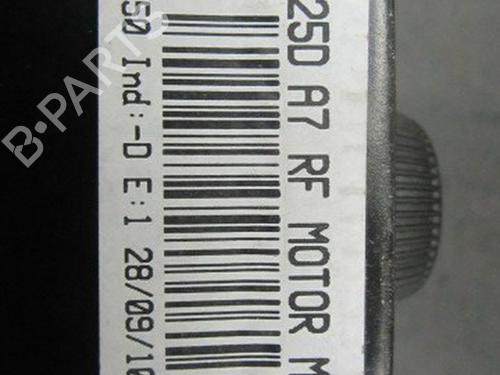 25D A7 RF MOTOR M
50 Ind:-D E:1 28/09/10
B-PARTS